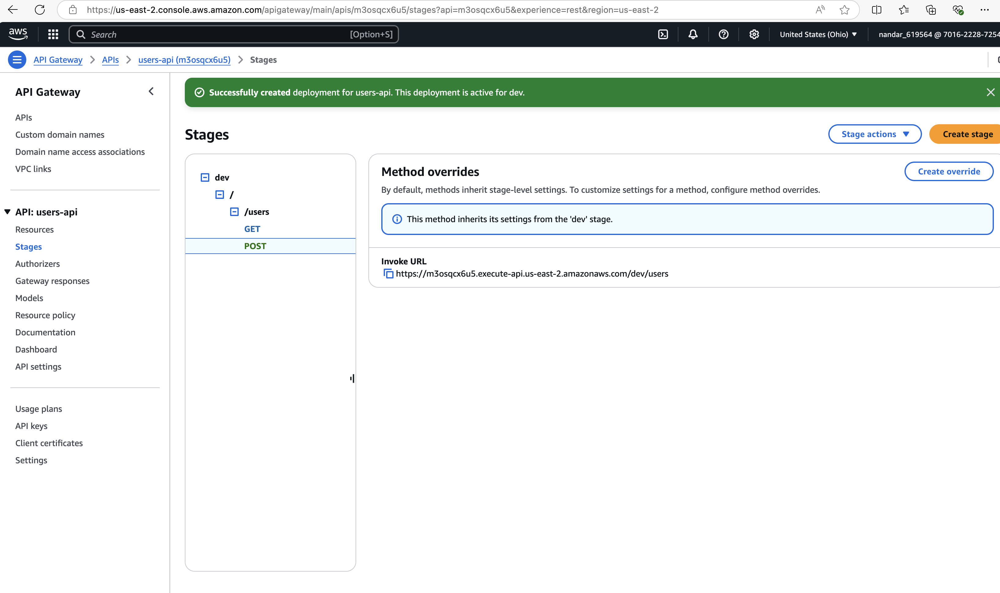 https://us-east-2.console.aws.amazon.com/apigateway/main/apis/m3osqcx6u5/stages?api=m3osqcx6u5&experience=rest&region=us-east-2
aws
Search
[Option+S]
United States (Ohio)
nandar_619564 @ 7016-2228-7254
API Gateway
APIs
users-api (m3osqcx6u5)
Stages
API Gateway
APIs
Custom domain names
Domain name access associations
VPC links
API: users-api
Resources
Stages
Authorizers
Gateway responses
Models
Resource policy
Documentation
Dashboard
API settings
Usage plans
API keys
Client certificates
Settings
Successfully created deployment for users-api. This deployment is active for dev.
Stages
Stage actions
Create stage
dev
/
/users
GET
POST
Method overrides
Create override
By default, methods inherit stage-level settings. To customize settings for a method, configure method overrides.
This method inherits its settings from the 'dev' stage.
Invoke URL
https://m3osqcx6u5.execute-api.us-east-2.amazonaws.com/dev/users